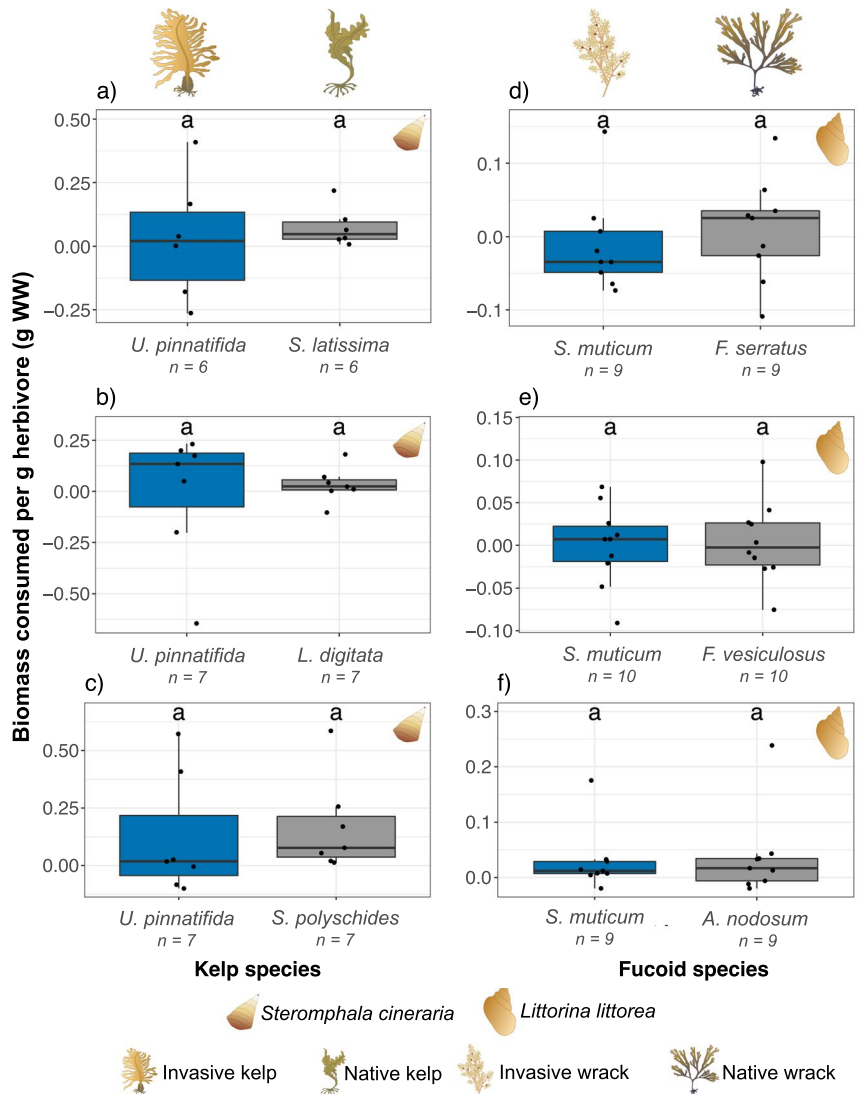 Biomass consumed per g herbivore (g WW)
a)
a a
0.50
0.25
0.00
−0.25
U. pinnatifida S. latissima
n = 6 n = 6
b)
a a
0.25
0.00
−0.25
−0.50
U. pinnatifida L. digitata
n = 7 n = 7
c)
a a
0.50
0.25
0.00
U. pinnatifida S. polyschides
n = 7 n = 7
Kelp species
d)
a a
0.1
0.0
−0.1
S. muticum F. serratus
n = 9 n = 9
e)
a a
0.15
0.10
0.05
0.00
−0.05
−0.10
S. muticum F. vesiculosus
n = 10 n = 10
f)
a a
0.3
0.2
0.1
0.0
S. muticum A. nodosum
n = 9 n = 9
Fucoid species
Steromphala cineraria Littorina littorea
Invasive kelp Native kelp Invasive wrack Native wrack